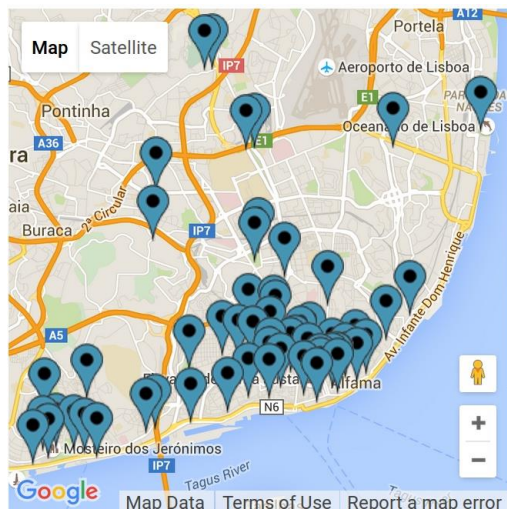 A12
Portela
Map
Satellite
IP7
Aeroporto de Lisboa
E1
Pontinha
A36
E1
Oceanário de Lisboa
2ª Circular
Buraca
IP7
Av. Infante Dom Henrique
A5
Alfama
N6
Mosteiro dos Jerónimos
IP7
Tagus River
Google
Map Data
Terms of Use
Report a map error